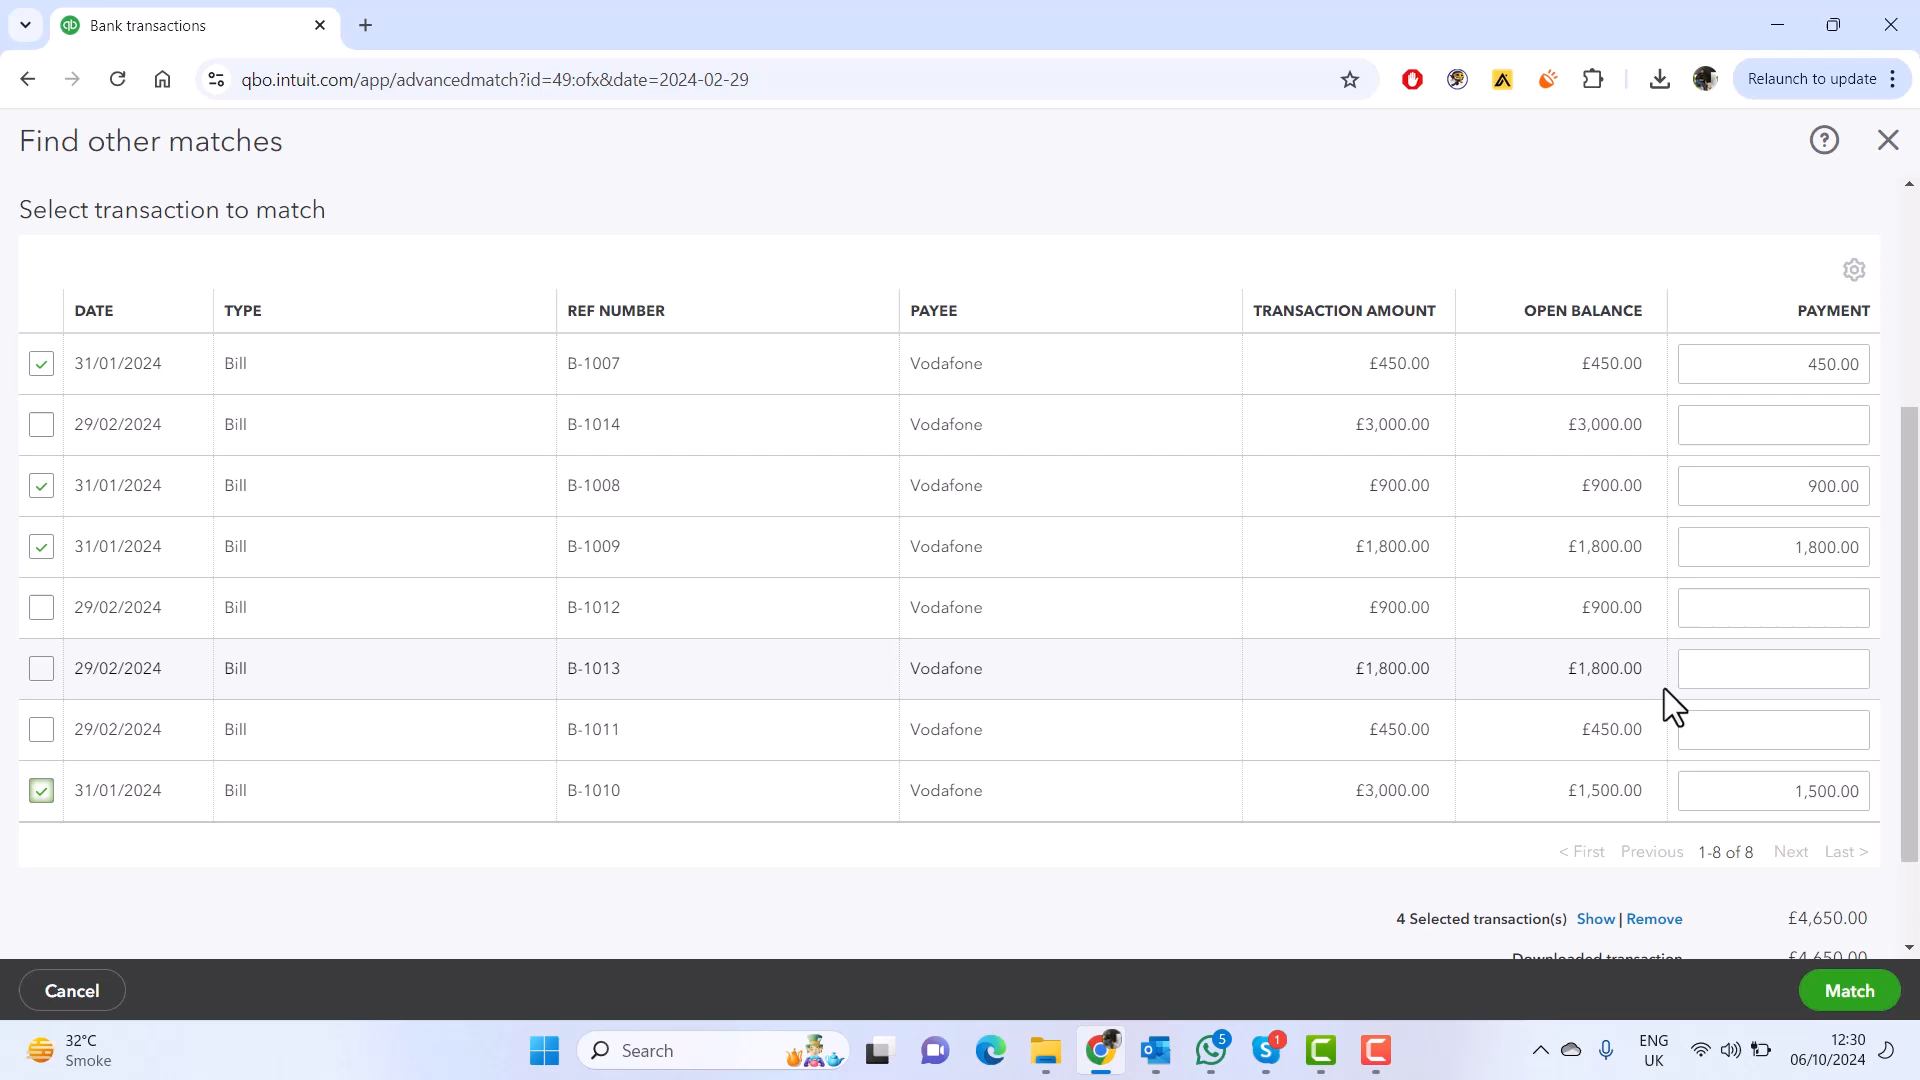 Bank transactions
qbo.intuit.com/app/advancedmatch?id=49:ofx&date=2024-02-29
Relaunch to update
Find other matches
Select transaction to match
DATE TYPE REF NUMBER PAYEE TRANSACTION AMOUNT OPEN BALANCE PAYMENT
31/01/2024 Bill B-1007 Vodafone £450.00 £450.00 450.00
29/02/2024 Bill B-1014 Vodafone £3,000.00 £3,000.00
31/01/2024 Bill B-1008 Vodafone £900.00 £900.00 900.00
31/01/2024 Bill B-1009 Vodafone £1,800.00 £1,800.00 1,800.00
29/02/2024 Bill B-1012 Vodafone £900.00 £900.00
29/02/2024 Bill B-1013 Vodafone £1,800.00 £1,800.00
29/02/2024 Bill B-1011 Vodafone £450.00 £450.00
31/01/2024 Bill B-1010 Vodafone £3,000.00 £1,500.00 1,500.00
< First Previous 1-8 of 8 Next Last >
4 Selected transaction(s) Show | Remove £4,650.00
Downloaded transaction £4,650.00
Cancel Match
32°C
Smoke
Search
5
1
ENG
UK
12:30
06/10/2024